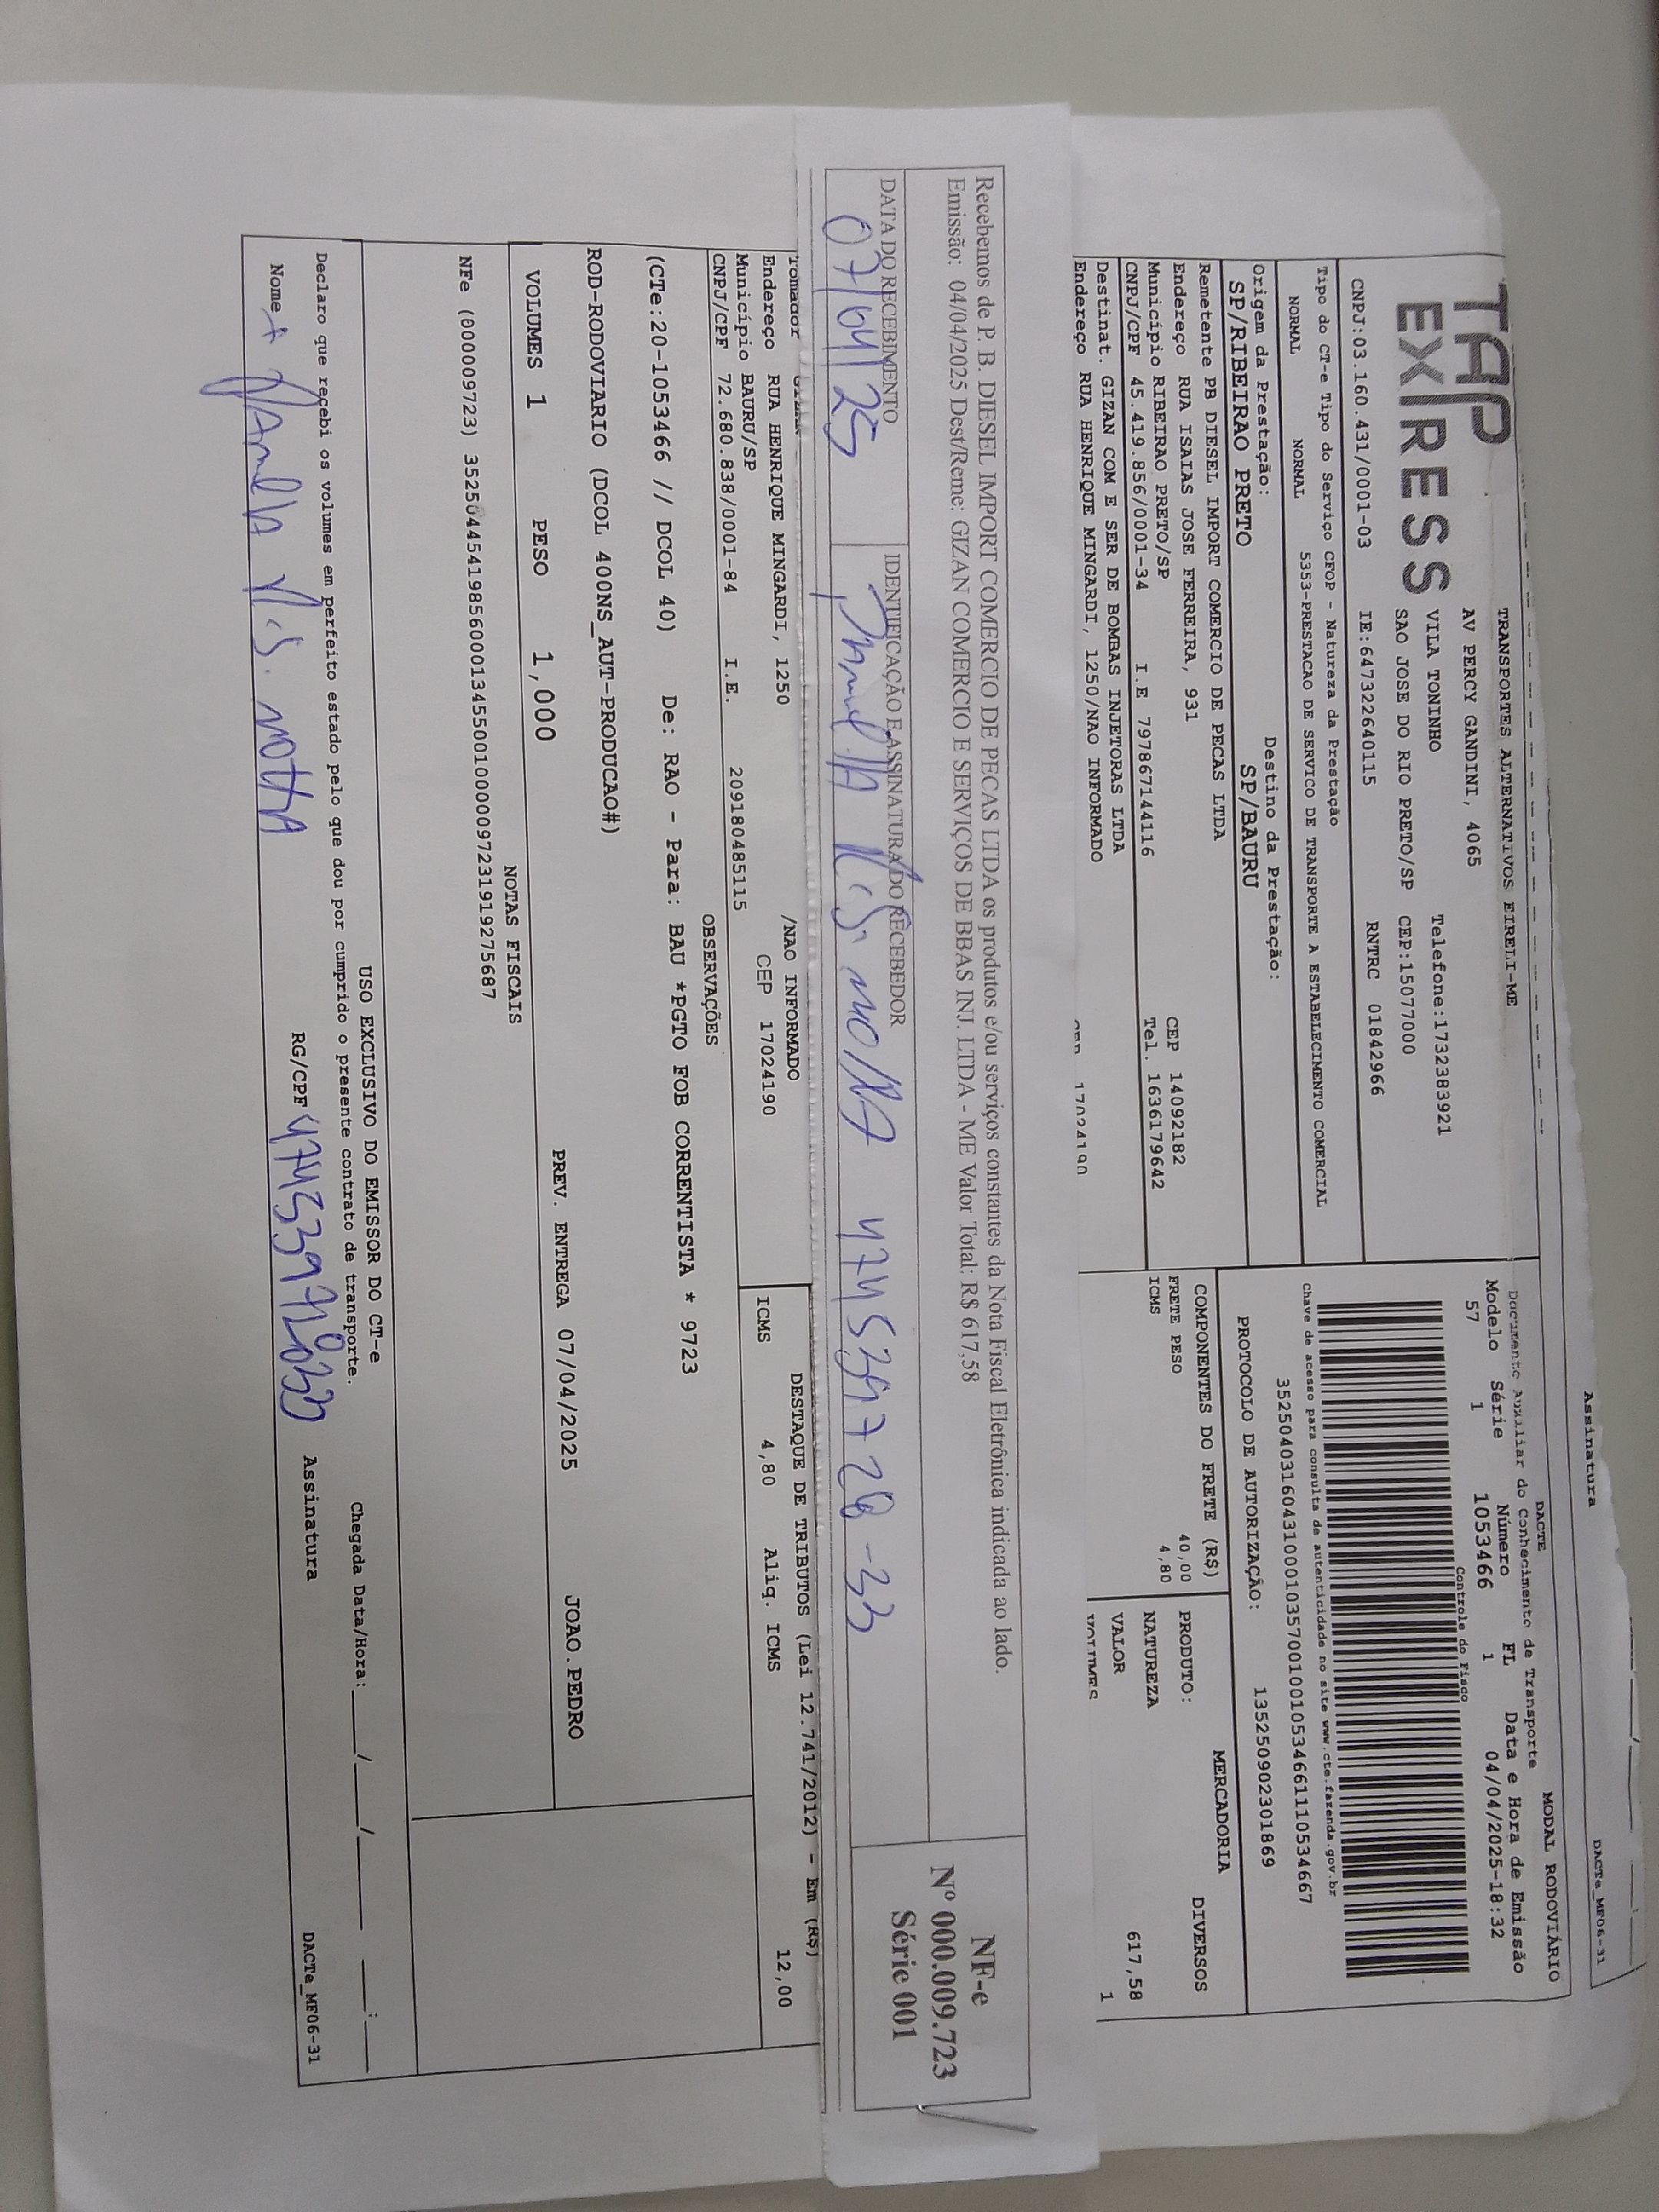 Assinatura
DACTe_MF06-31
TAP EXPRESS
TRANSPORTES ALTERNATIVOS EIRELI-ME
AV PERCY GANDINI, 4065
VILA TONINHO Telefone:1732383921
SAO JOSE DO RIO PRETO/SP CEP:15077000
CNPJ:03.160.431/0001-03 IE:647322640115 RNTRC 01842966
DACTE MODAL RODOVIÁRIO
Documento Auxiliar do Conhecimento de Transporte
Modelo Série Número FL Data e Hora de Emissão
57 1 1053466 1 04/04/2025-18:32
Controle do Fisco
Chave de acesso para consulta de autenticidade no site www.cte.fazenda.gov.br
35250403160431000103570010010534661110534667
PROTOCOLO DE AUTORIZAÇÃO: 135250902301869
Tipo do CT-e Tipo do Serviço CFOP - Natureza da Prestação
NORMAL NORMAL 5353-PRESTACAO DE SERVICO DE TRANSPORTE A ESTABELECIMENTO COMERCIAL
Origem da Prestação: Destino da Prestação:
SP/RIBEIRAO PRETO SP/BAURU
Remetente PB DIESEL IMPORT COMERCIO DE PECAS LTDA
Endereço RUA ISAIAS JOSE FERREIRA, 931 CEP 14092182
Município RIBEIRAO PRETO/SP Tel. 1636179642
CNPJ/CPF 45.419.856/0001-34 I.E 797867144116
Destinat. GIZAN COM E SER DE BOMBAS INJETORAS LTDA
Endereço RUA HENRIQUE MINGARDI, 1250/NAO INFORMADO
CEP 17024190
COMPONENTES DO FRETE (R$)
FRETE PESO 40,00
ICMS 4,80
MERCADORIA
PRODUTO: DIVERSOS
NATUREZA
VALOR 617,58
VOLUMES 1
Recebemos de P. B. DIESEL IMPORT COMERCIO DE PECAS LTDA os produtos e/ou serviços constantes da Nota Fiscal Eletrônica indicada ao lado.
Emissão: 04/04/2025 Dest/Reme: GIZAN COMERCIO E SERVIÇOS DE BBAS INJ. LTDA - ME Valor Total: R$ 617,58
DATA DO RECEBIMENTO IDENTIFICAÇÃO E ASSINATURA DO RECEBEDOR
07/04/25 474539720-33
NF-e
Nº 000.009.723
Série 001
Tomador
Endereço RUA HENRIQUE MINGARDI, 1250 /NAO INFORMADO
Município BAURU/SP CEP 17024190
CNPJ/CPF 72.680.838/0001-84 I.E. 209180485115
DESTAQUE DE TRIBUTOS (Lei 12.741/2012) - Em (R$)
ICMS 4,80 Aliq. ICMS 12,00
OBSERVAÇÕES
(CTe:20-1053466 // DCOL 40) De: RAO - Para: BAU *PGTO FOB CORRENTISTA * 9723
ROD-RODOVIARIO (DCOL 400NS_AUT-PRODUCAO#)
VOLUMES 1 PESO 1,000 PREV. ENTREGA 07/04/2025 JOAO.PEDRO
NOTAS FISCAIS
NFe (000009723) 35250445419856000134550010000097231919275687
USO EXCLUSIVO DO EMISSOR DO CT-e
Declaro que recebi os volumes em perfeito estado pelo que dou por cumprido o presente contrato de transporte. Chegada Data/Hora:____/____/____ __:__
Nome RG/CPF 47453972033 Assinatura
DACTe_MF06-31